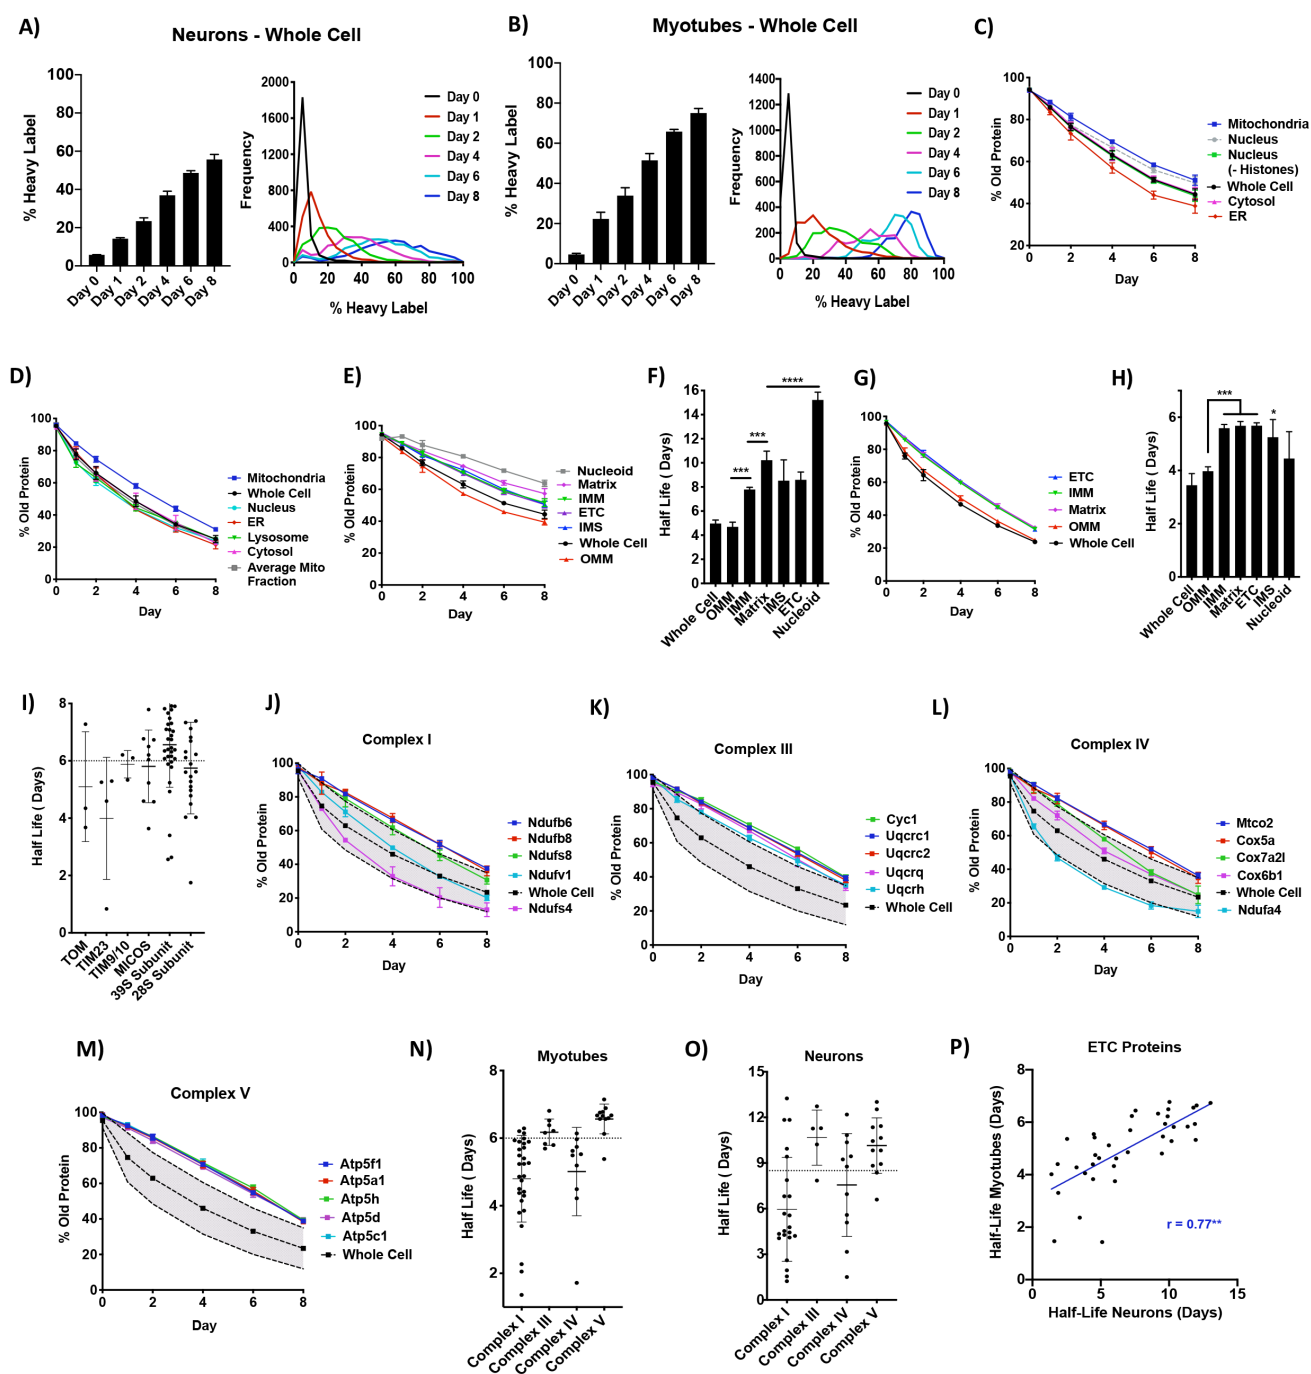 A)
Neurons - Whole Cell
% Heavy Label
100
80
60
40
20
0
Day 0
Day 1
Day 2
Day 4
Day 6
Day 8
Frequency
2000
1600
1200
800
400
0
0 20 40 60 80 100
% Heavy Label
Day 0
Day 1
Day 2
Day 4
Day 6
Day 8
B)
Myotubes - Whole Cell
% Heavy Label
100
80
60
40
20
0
Day 0
Day 1
Day 2
Day 4
Day 6
Day 8
Frequency
1400
1200
1000
800
600
400
200
0
0 20 40 60 80 100
% Heavy Label
Day 0
Day 1
Day 2
Day 4
Day 6
Day 8
C)
% Old Protein
100
80
60
40
20
0 2 4 6 8
Day
Mitochondria
Nucleus
Nucleus
(- Histones)
Whole Cell
Cytosol
ER
D)
% Old Protein
100
80
60
40
20
0
0 2 4 6 8
Day
Mitochondria
Whole Cell
Nucleus
ER
Lysosome
Cytosol
Average Mito
Fraction
E)
% Old Protein
100
80
60
40
20
0
0 2 4 6 8
Day
Nucleoid
Matrix
IMM
ETC
IMS
Whole Cell
OMM
F)
Half Life ( Days)
16
14
12
10
8
6
4
2
0
***
***
****
Whole Cell
OMM
IMM
Matrix
IMS
ETC
Nucleoid
G)
% Old Protein
100
80
60
40
20
0
0 2 4 6 8
Day
ETC
IMM
Matrix
OMM
Whole Cell
H)
Half Life ( Days)
6
4
2
0
***
*
Whole Cell
OMM
IMM
Matrix
ETC
IMS
Nucleoid
I)
Half Life ( Days)
8
6
4
2
0
TOM
TIM23
TIM9/10
MICOS
39S Subunit
28S Subunit
J)
Complex I
% Old Protein
100
80
60
40
20
0
0 2 4 6 8
Day
Ndufb6
Ndufb8
Ndufs8
Ndufv1
Whole Cell
Ndufs4
K)
Complex III
% Old Protein
100
80
60
40
20
0
0 2 4 6 8
Day
Cyc1
Uqcrc1
Uqcrc2
Uqcrq
Uqcrh
Whole Cell
L)
Complex IV
% Old Protein
100
80
60
40
20
0
0 2 4 6 8
Day
Mtco2
Cox5a
Cox7a2l
Cox6b1
Whole Cell
Ndufa4
M)
Complex V
% Old Protein
100
80
60
40
20
0
0 2 4 6 8
Day
Atp5f1
Atp5a1
Atp5h
Atp5d
Atp5c1
Whole Cell
N)
Myotubes
Half Life ( Days)
8
6
4
2
Complex I
Complex III
Complex IV
Complex V
O)
Neurons
Half Life ( Days)
15
12
9
6
3
0
Complex I
Complex III
Complex IV
Complex V
P)
ETC Proteins
Half-Life Myotubes (Days)
8
6
4
2
0
r = 0.77**
0 5 10 15
Half-Life Neurons (Days)